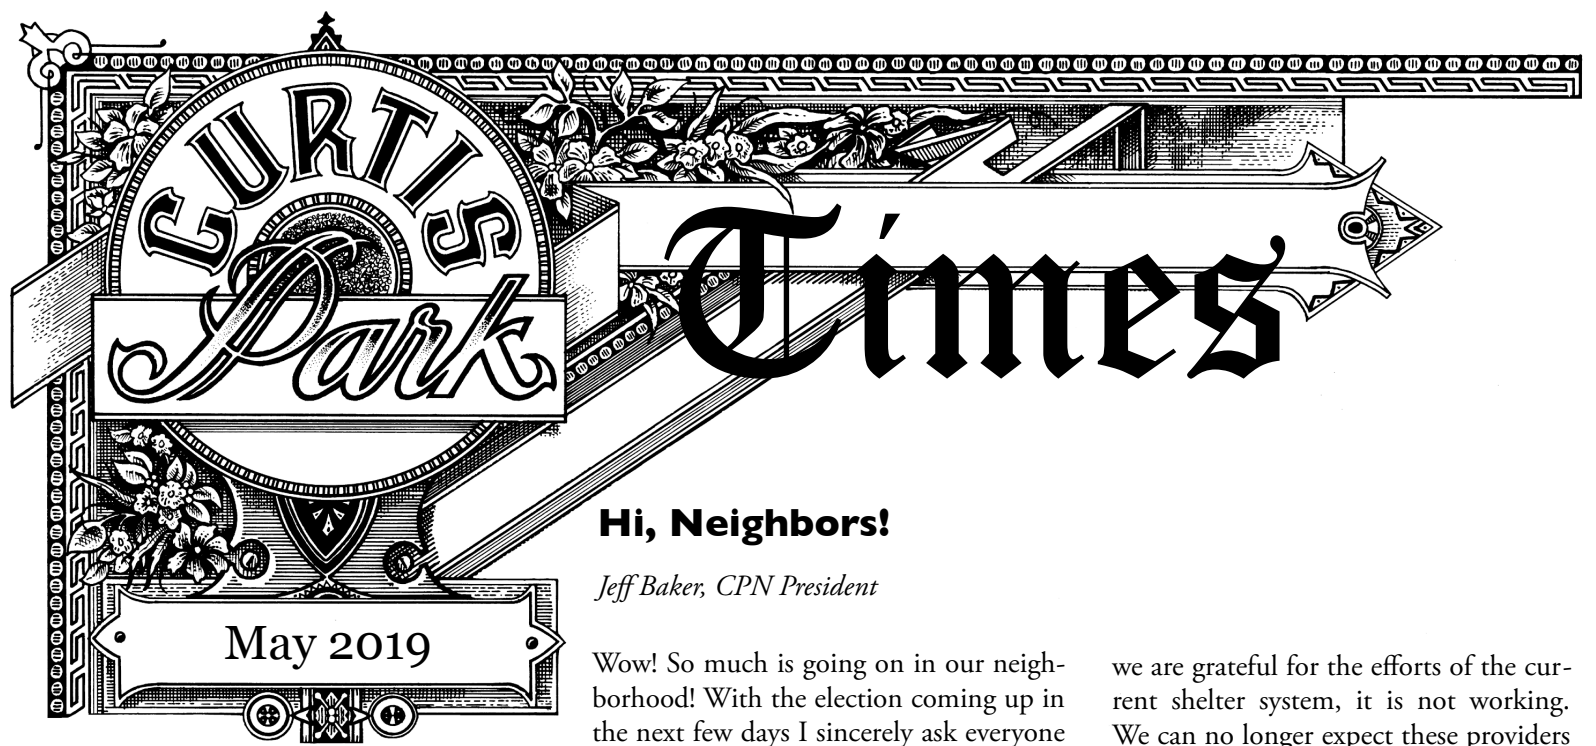 CURTIS
Park
Times
May 2019
Hi, Neighbors!
Jeff Baker, CPN President
Wow! So much is going on in our neigh-
borhood! With the election coming up in
the next few days I sincerely ask everyone
we are grateful for the efforts of the cur-
rent shelter system, it is not working.
We can no longer expect these providers